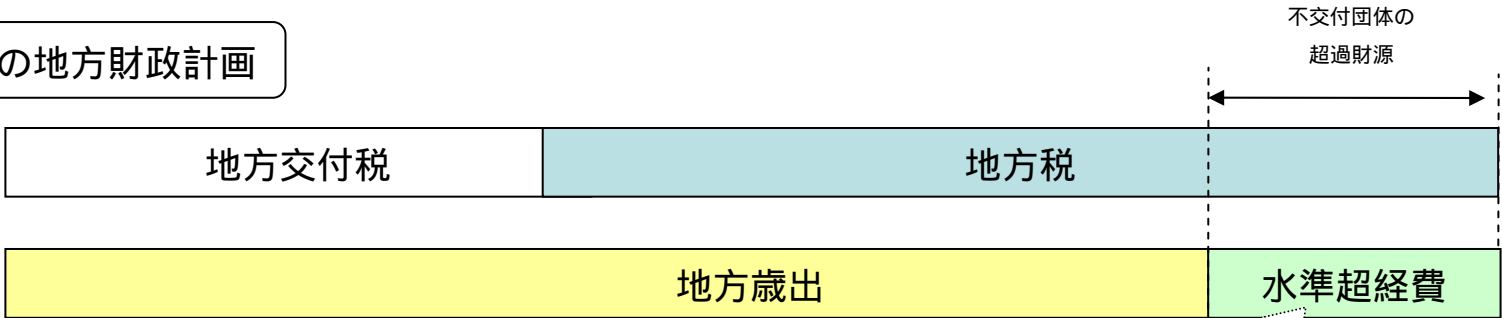 不交付団体の
超過財源
の地方財政計画
地方交付税
地方税
地方歳出
水準超経費